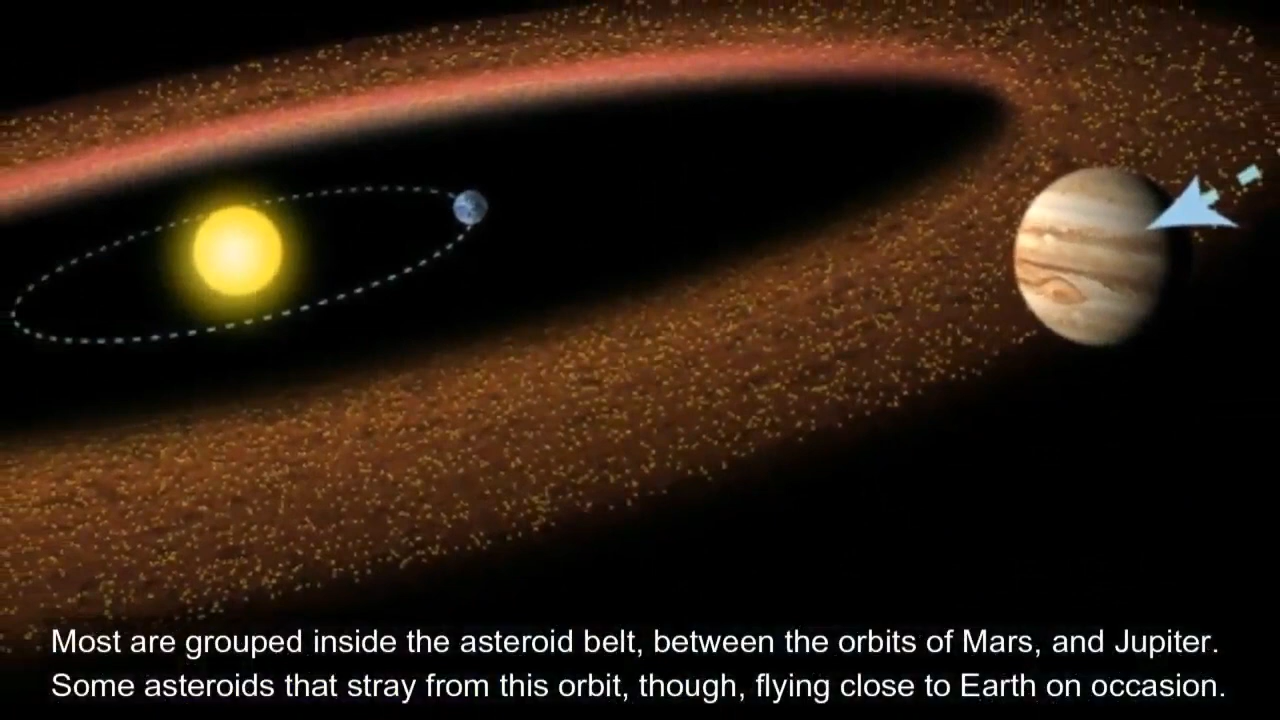 Most are grouped inside the asteroid belt, between the orbits of Mars, and Jupiter.
Some asteroids that stray from this orbit, though, flying close to Earth on occasion.